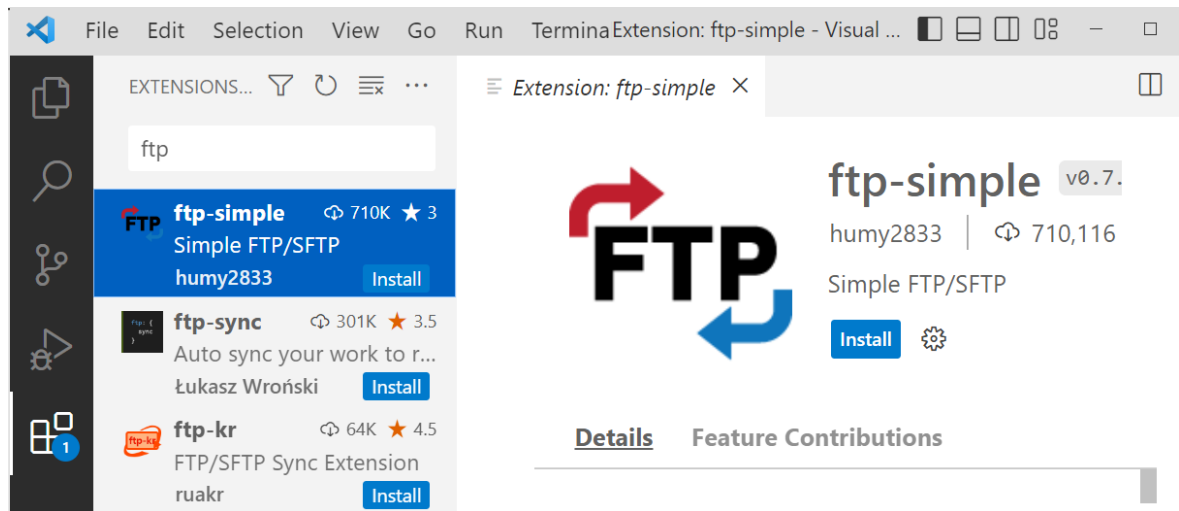 File Edit Selection View Go Run Termina Extension: ftp-simple - Visual ...
EXTENSIONS...
ftp
FTP
ftp-simple 710K ★ 3
Simple FTP/SFTP
humy2833 Install
ftp-sync 301K ★ 3.5
Auto sync your work to r...
Łukasz Wroński Install
ftp-kr
ftp-kr 64K ★ 4.5
FTP/SFTP Sync Extension
ruakr Install
1
Extension: ftp-simple
FTP
ftp-simple v0.7.
humy2833 710,116
Simple FTP/SFTP
Install
Details Feature Contributions